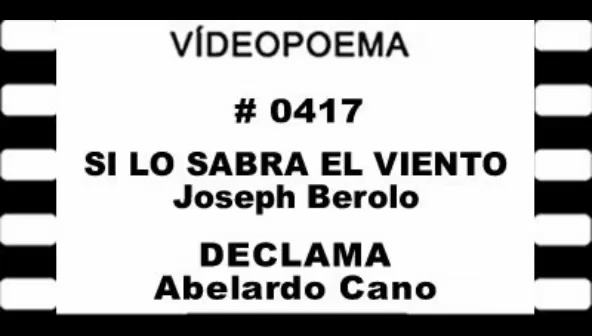 VÍDEOPOEMA
# 0417
SI LO SABRA EL VIENTO
Joseph Berolo
DECLAMA
Abelardo Cano